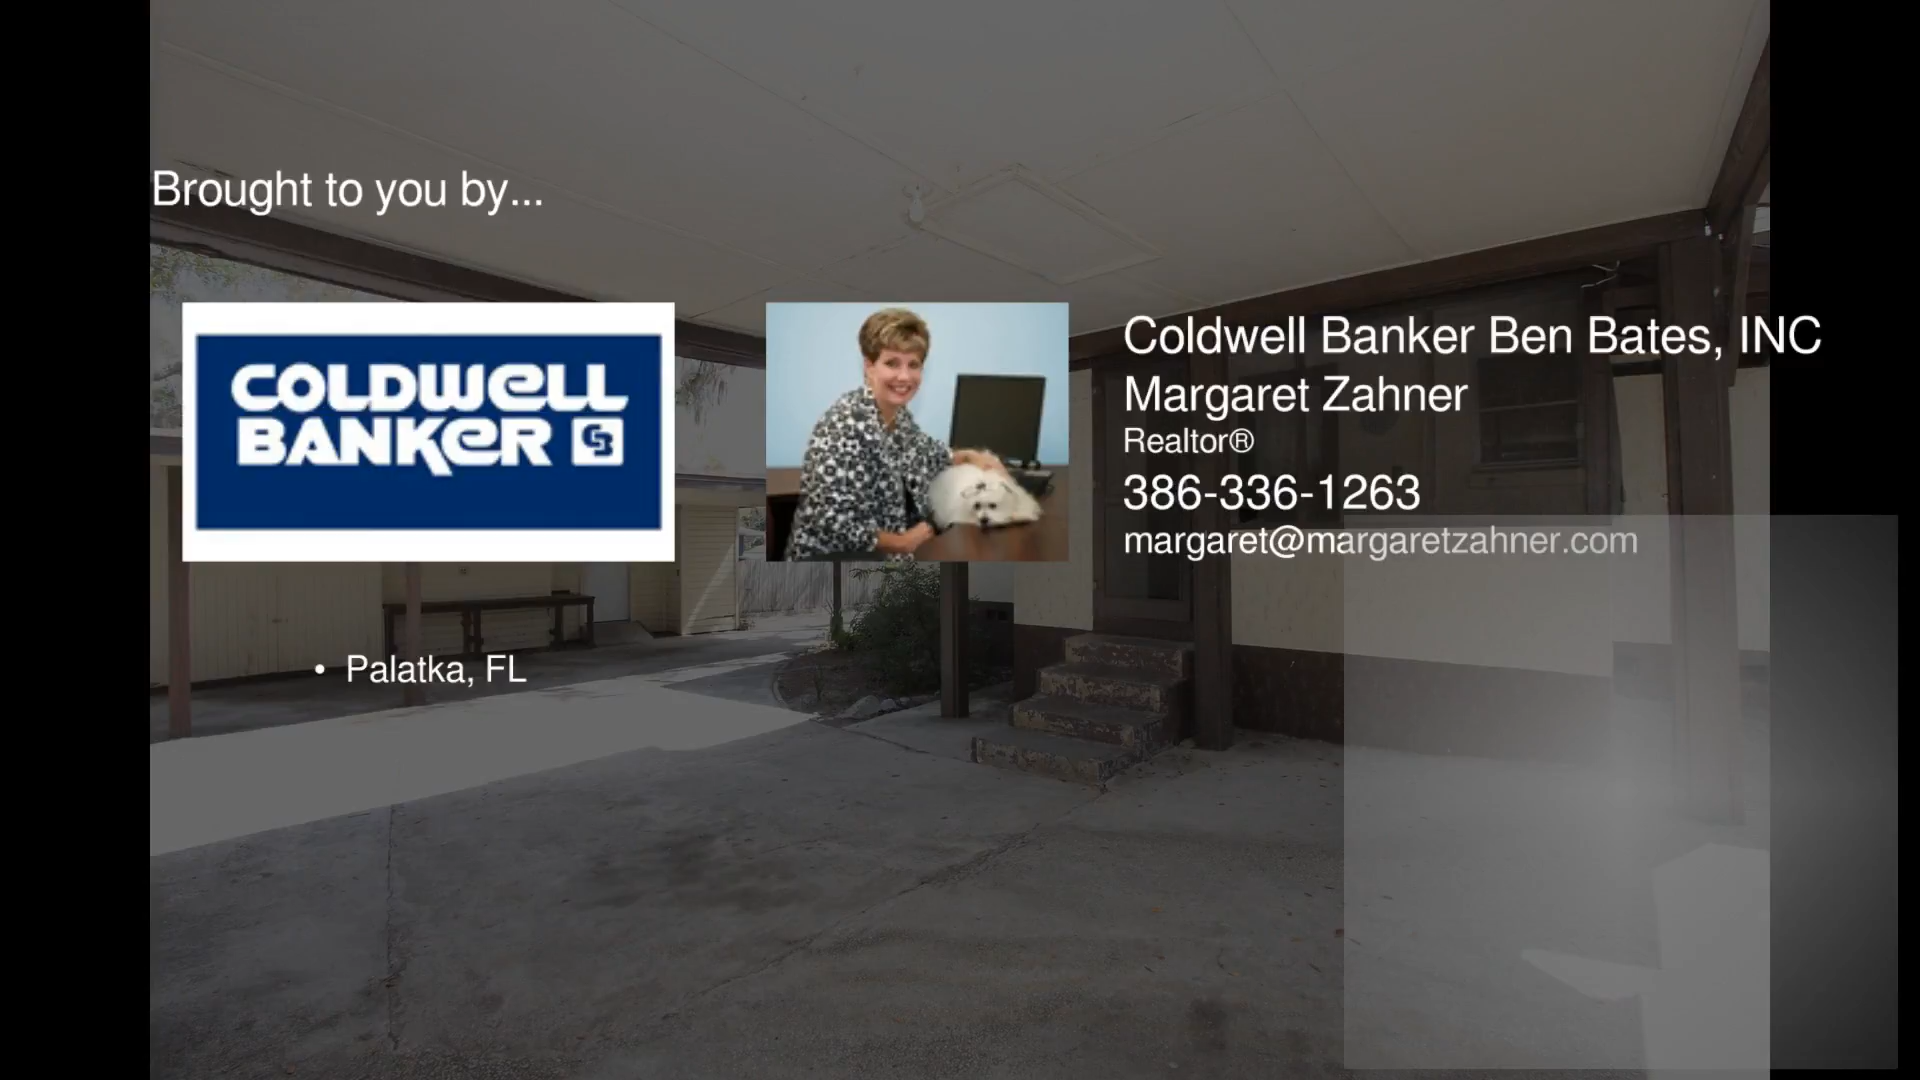 Brought to you by...
COLDWELL
BANKER CB
Coldwell Banker Ben Bates, INC
Margaret Zahner
Realtor®
386-336-1263
margaret@margaretzahner.com
• Palatka, FL